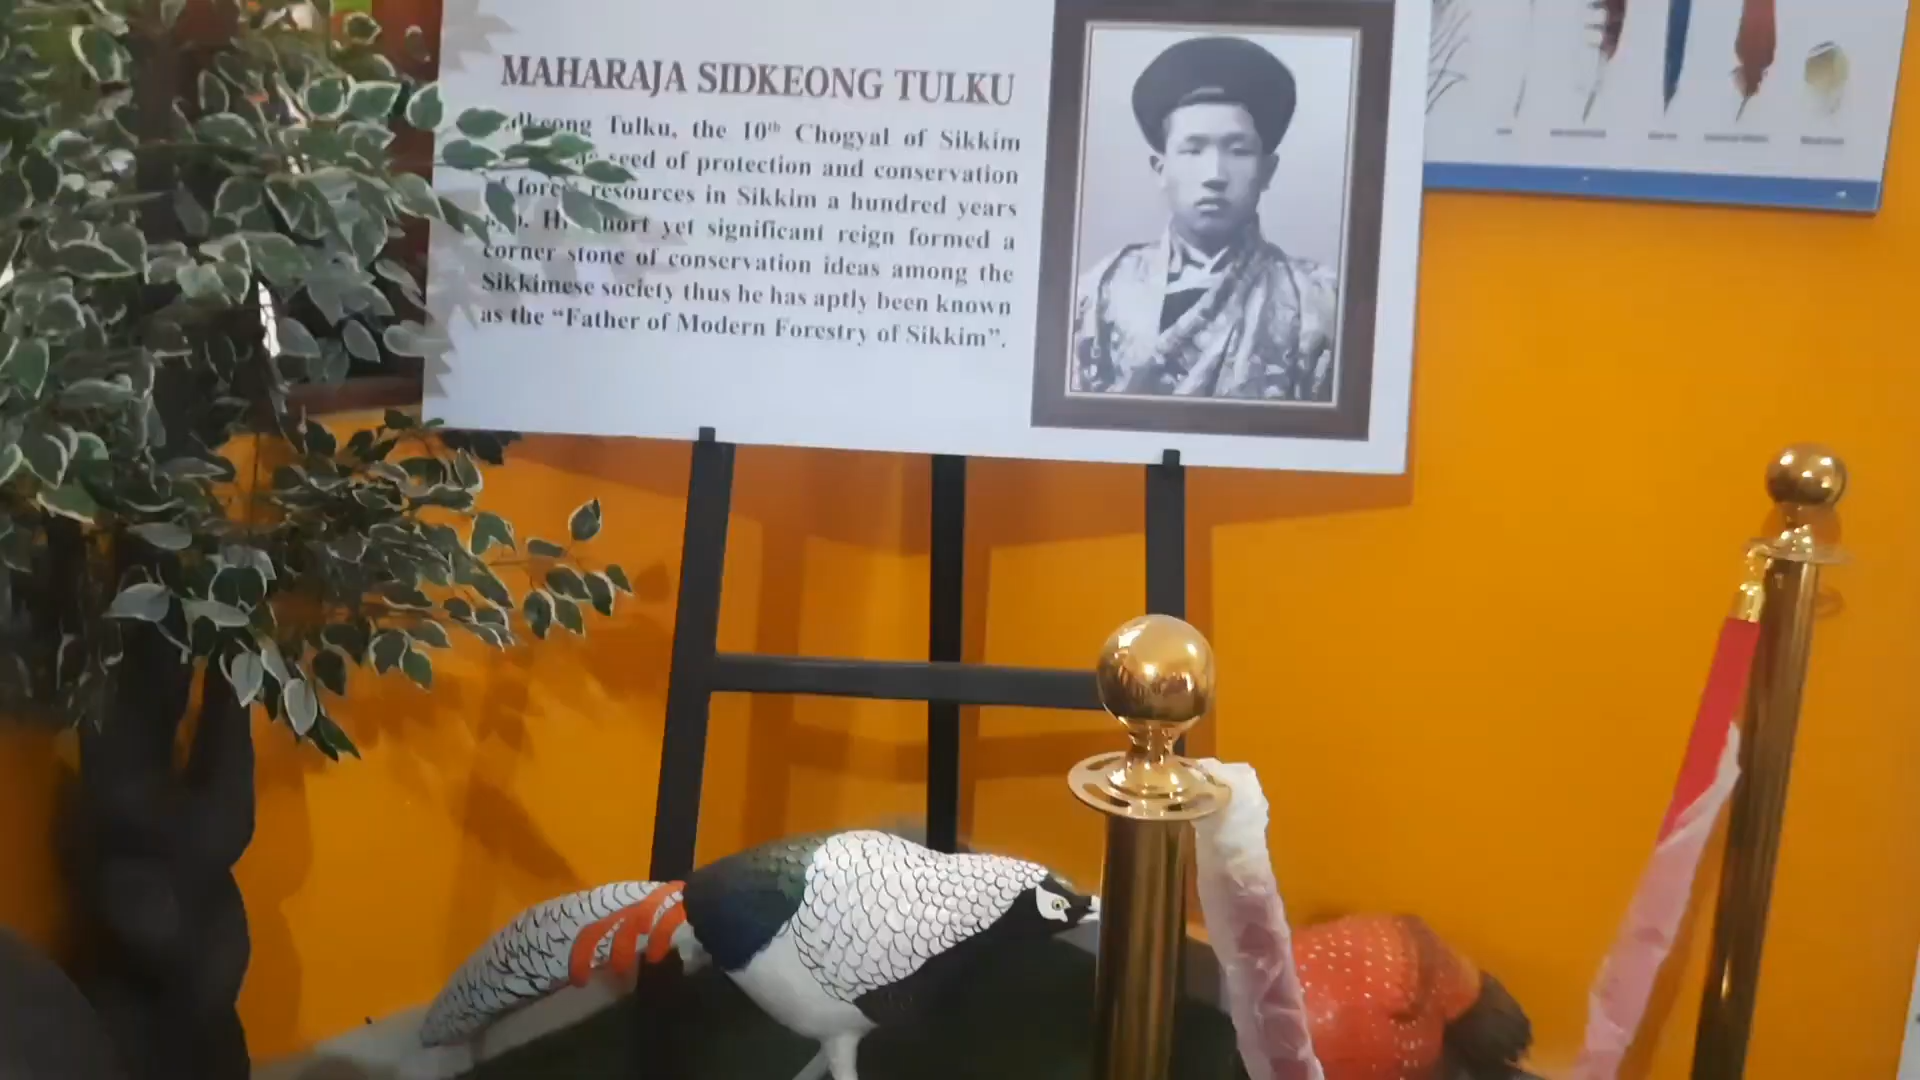 MAHARAJA SIDKEONG TULKU
Tulku, the 10th Chogyal of Sikkim
seed of protection and conservation
resources in Sikkim a hundred years
yet significant reign formed a
corner stone of conservation ideas among the
Sikkimese society thus he has aptly been known
as the “Father of Modern Forestry of Sikkim”.